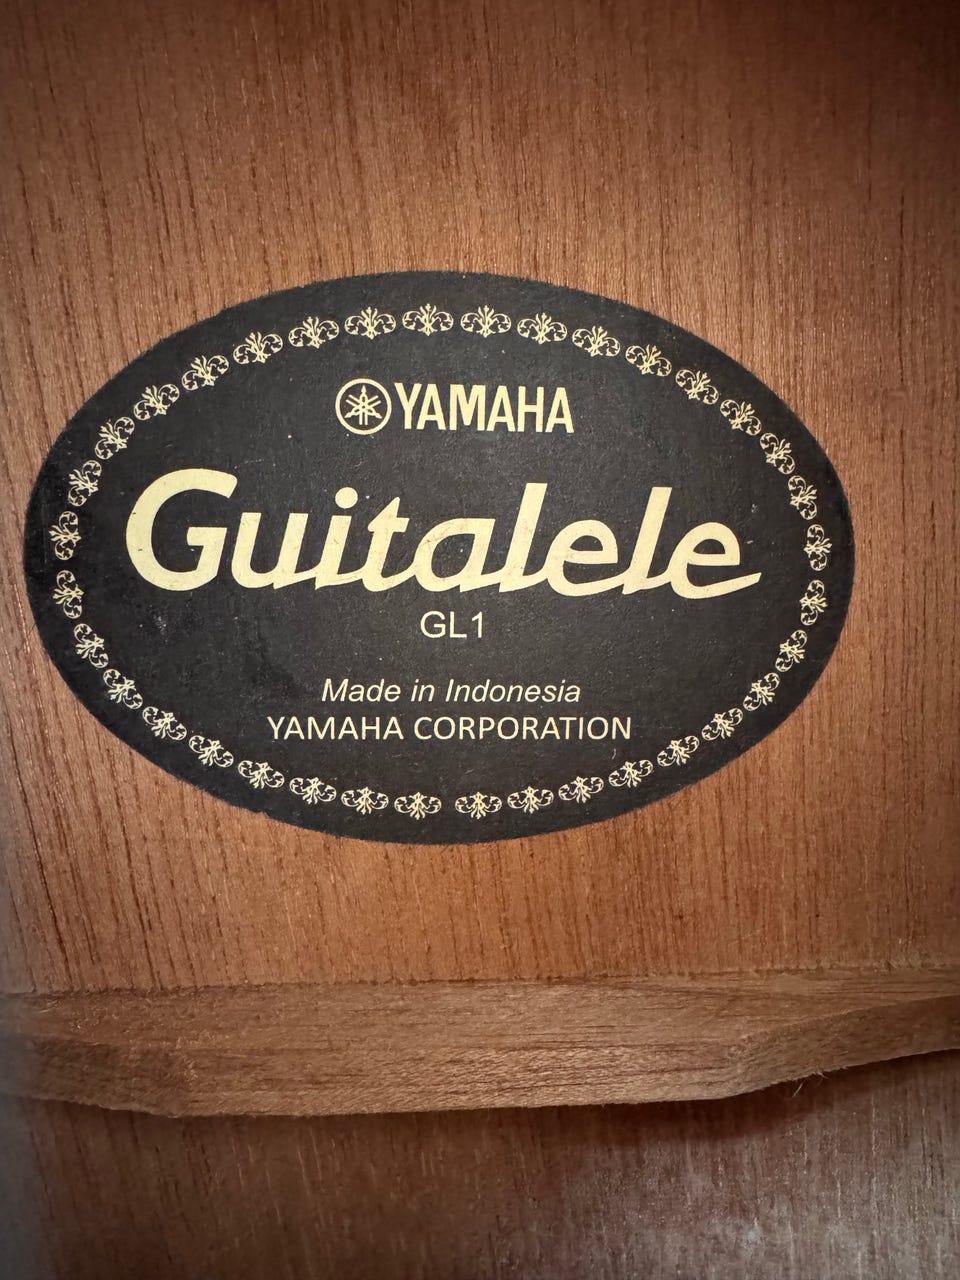 YAMAHA
Guitalele
GL1
Made in Indonesia
YAMAHA CORPORATION